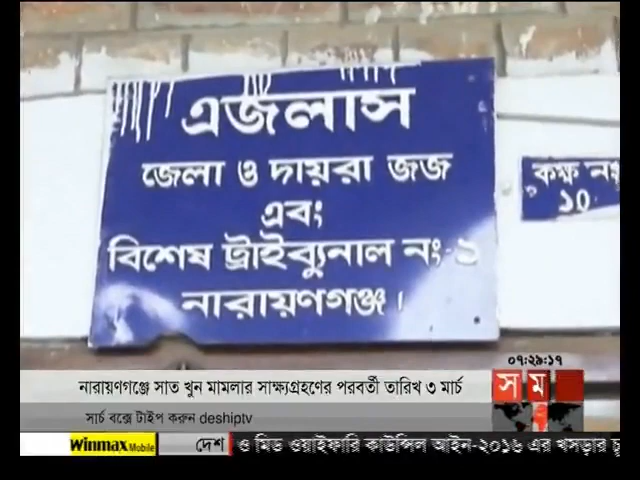 এজলাস
জেলা ও দায়রা জজ
এবং
বিশেষ ট্রাইব্যুনাল নং-১
নারায়ণগঞ্জ।
কক্ষ নং
১০
০৭:২৯:১৭
নারায়ণগঞ্জে সাত খুন মামলার সাক্ষ্যগ্রহণের পরবর্তী তারিখ ৩ মার্চ
সময়
সার্চ বক্সে টাইপ করুন deshiptv
Winmax Mobile দেশ ও মিড ওয়াইফারি কাউন্সিল আইন-২০১৬ এর খসড়ার